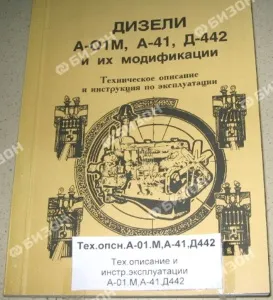 ДИЗЕЛИ
А-01М, А-41, Д-442
и их модификации
Техническое описание
и инструкция по эксплуатации
Тех.опсн.А-01.М,А-41,Д442
Тех.описание и
инстр.эксплуатации
А-01.М,А-41,Д442
БИЗОН